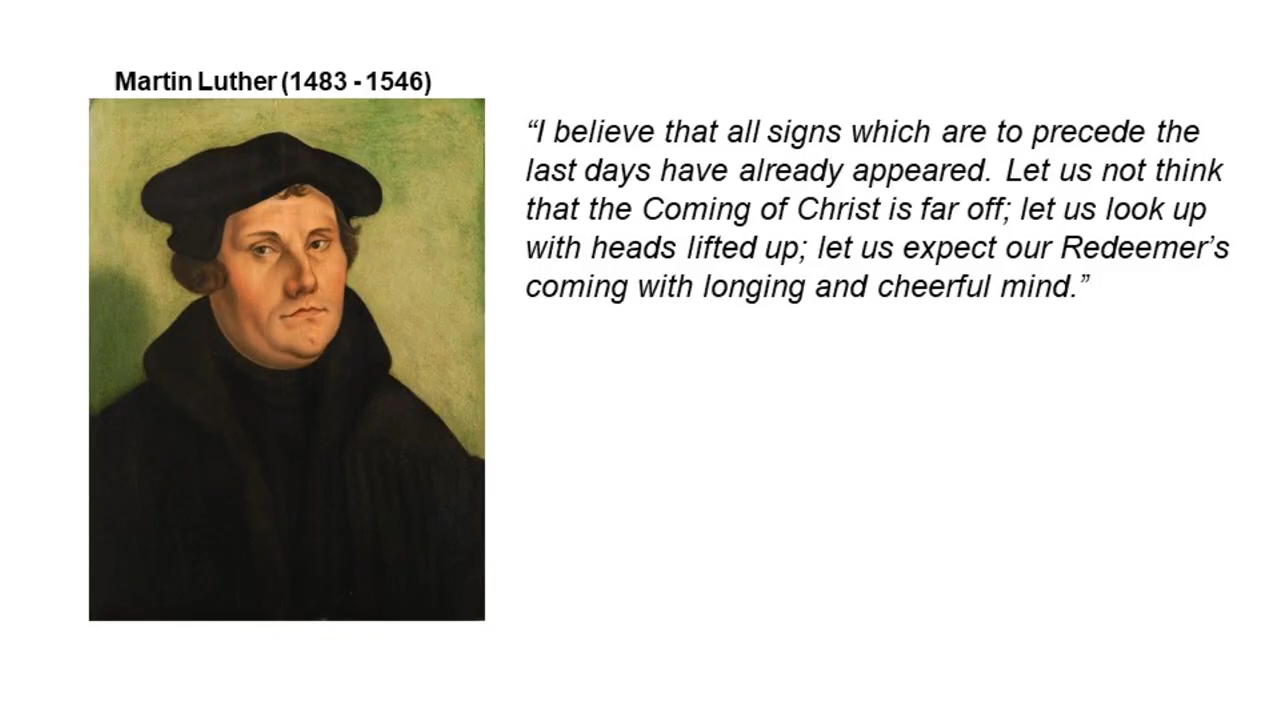 Martin Luther (1483 - 1546)
“I believe that all signs which are to precede the
last days have already appeared. Let us not think
that the Coming of Christ is far off; let us look up
with heads lifted up; let us expect our Redeemer’s
coming with longing and cheerful mind.”